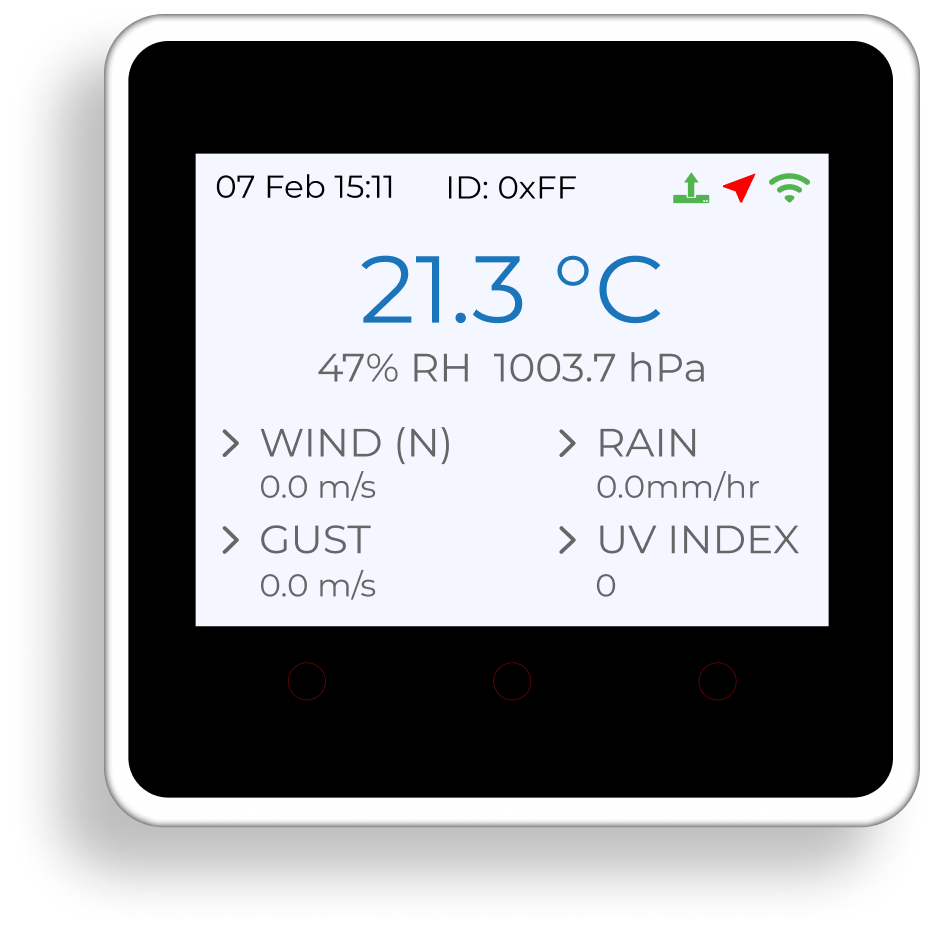 07 Feb 15:11 ID: 0xFF
21.3 °C
47% RH 1003.7 hPa
WIND (N)
0.0 m/s
RAIN
0.0mm/hr
GUST
0.0 m/s
UV INDEX
0